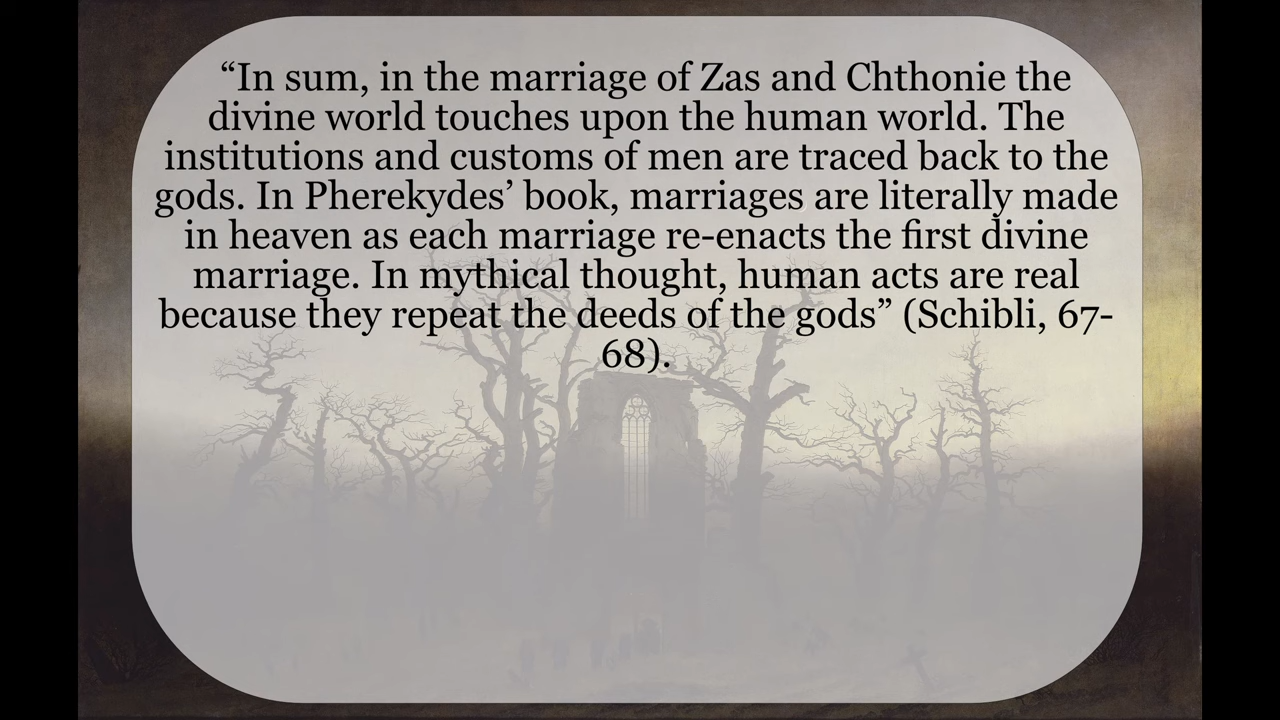 “In sum, in the marriage of Zas and Chthonie the
divine world touches upon the human world. The
institutions and customs of men are traced back to the
gods. In Pherekydes’ book, marriages are literally made
in heaven as each marriage re-enacts the first divine
marriage. In mythical thought, human acts are real
because they repeat the deeds of the gods” (Schibli, 67-
68).